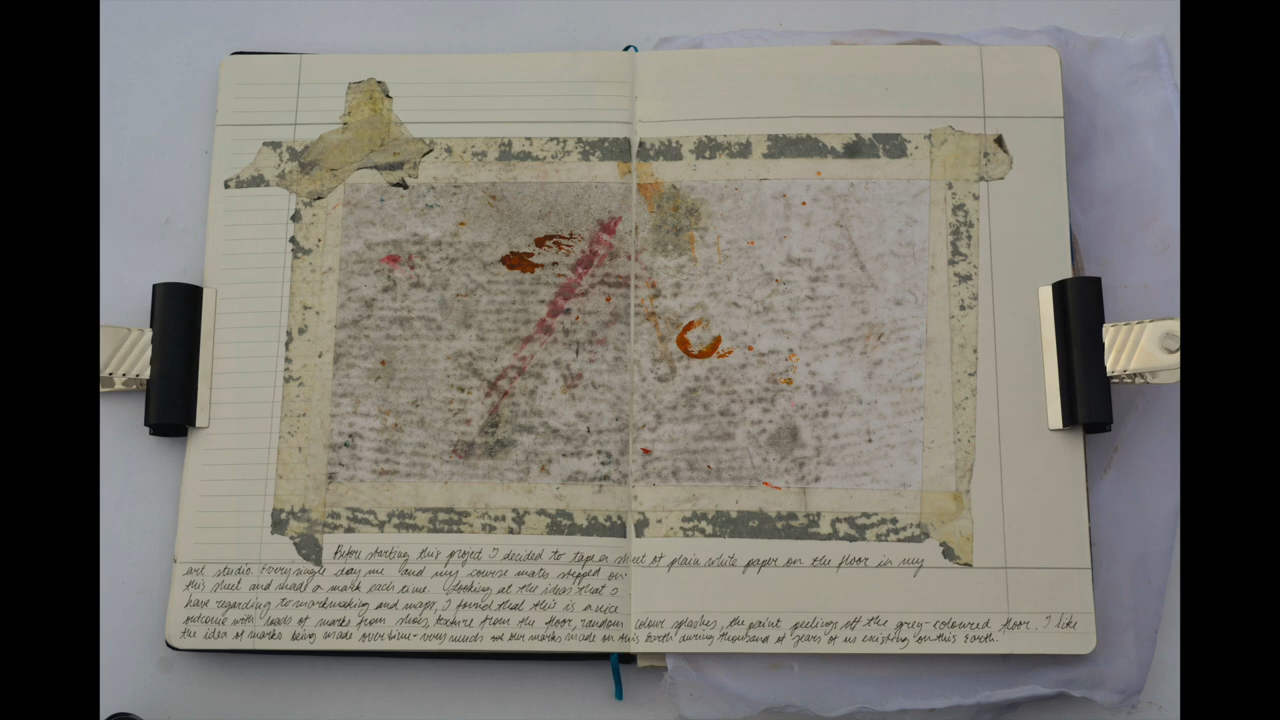 Before starting this project I decided to tape a sheet of plain white paper on the floor in my
art studio. Every single day me and my course mates stepped on
this sheet and made a mark each time. Looking at the ideas that I
have regarding to markmaking and maps, I found that this is a nice
outcome with loads of marks from shoes, texture from the floor, random colour splashes, the paint peelings off the grey-coloured floor. I like
the idea of marks being made over time - very much as our marks made on this Earth during thousand of years of us existing on this Earth.